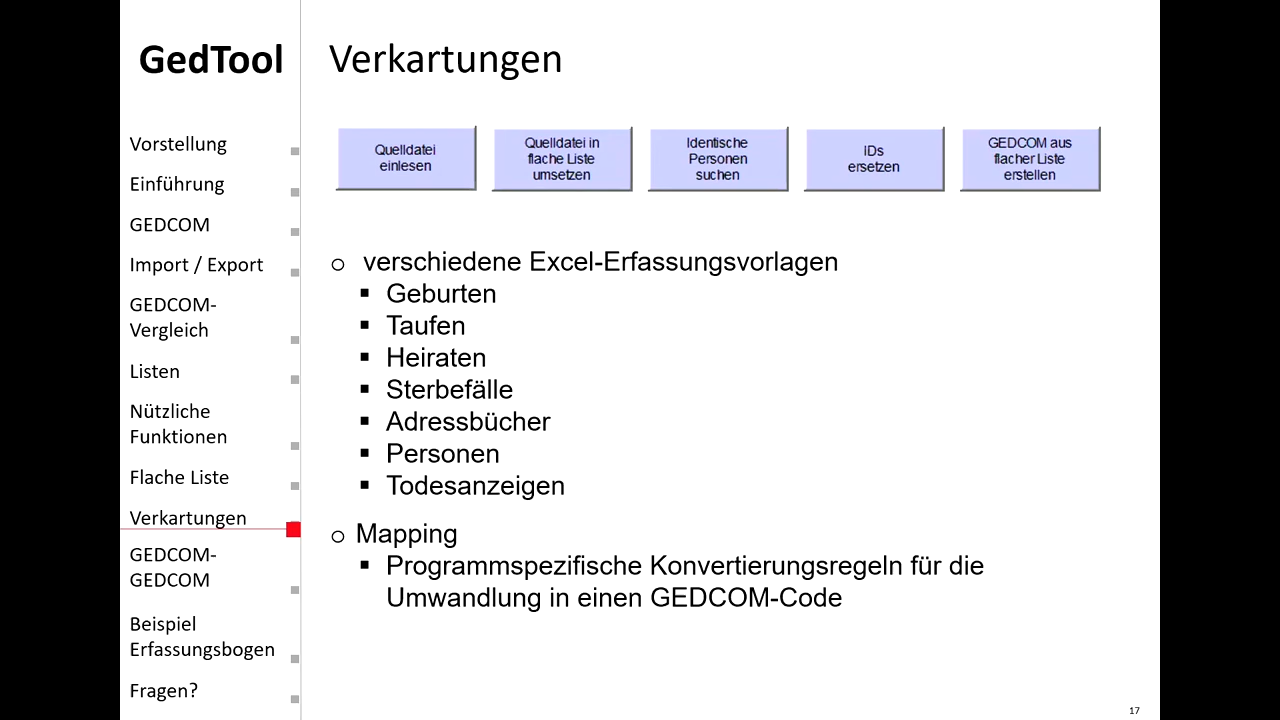 GedTool
Verkartungen
Vorstellung
Einführung
GEDCOM
Import / Export
GEDCOM-
Vergleich
Listen
Nützliche
Funktionen
Flache Liste
Verkartungen
GEDCOM-
GEDCOM
Beispiel
Erfassungsbogen
Fragen?
Quelldatei
einlesen
Quelldatei in
flache Liste
umsetzen
Identische
Personen
suchen
IDs
ersetzen
GEDCOM aus
flacher Liste
erstellen
verschiedene Excel-Erfassungsvorlagen
Geburten
Taufen
Heiraten
Sterbefälle
Adressbücher
Personen
Todesanzeigen
Mapping
Programmspezifische Konvertierungsregeln für die
Umwandlung in einen GEDCOM-Code
17